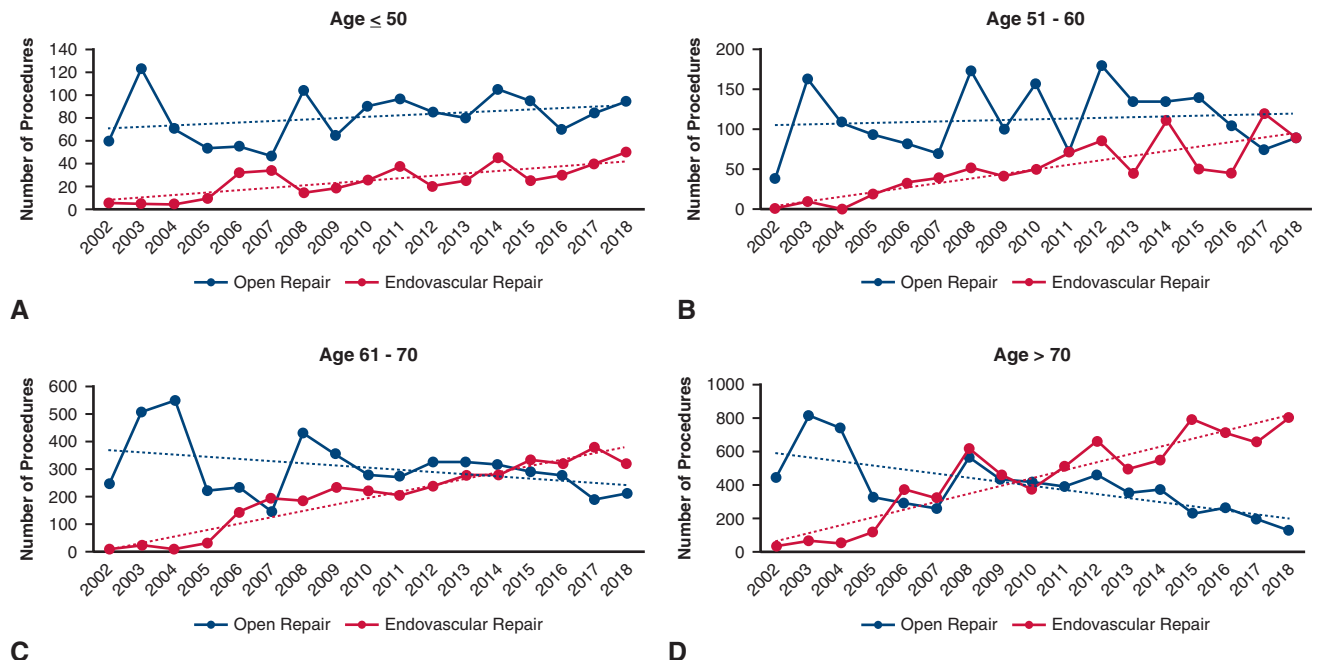 Age ≤ 50
Number of Procedures
140
120
100
80
60
40
20
0
2002 2003 2004 2005 2006 2007 2008 2009 2010 2011 2012 2013 2014 2015 2016 2017 2018
Open Repair Endovascular Repair
A
Age 51 - 60
Number of Procedures
200
150
100
50
0
2002 2003 2004 2005 2006 2007 2008 2009 2010 2011 2012 2013 2014 2015 2016 2017 2018
Open Repair Endovascular Repair
B
Age 61 - 70
Number of Procedures
600
500
400
300
200
100
0
2002 2003 2004 2005 2006 2007 2008 2009 2010 2011 2012 2013 2014 2015 2016 2017 2018
Open Repair Endovascular Repair
C
Age > 70
Number of Procedures
1000
800
600
400
200
0
2002 2003 2004 2005 2006 2007 2008 2009 2010 2011 2012 2013 2014 2015 2016 2017 2018
Open Repair Endovascular Repair
D